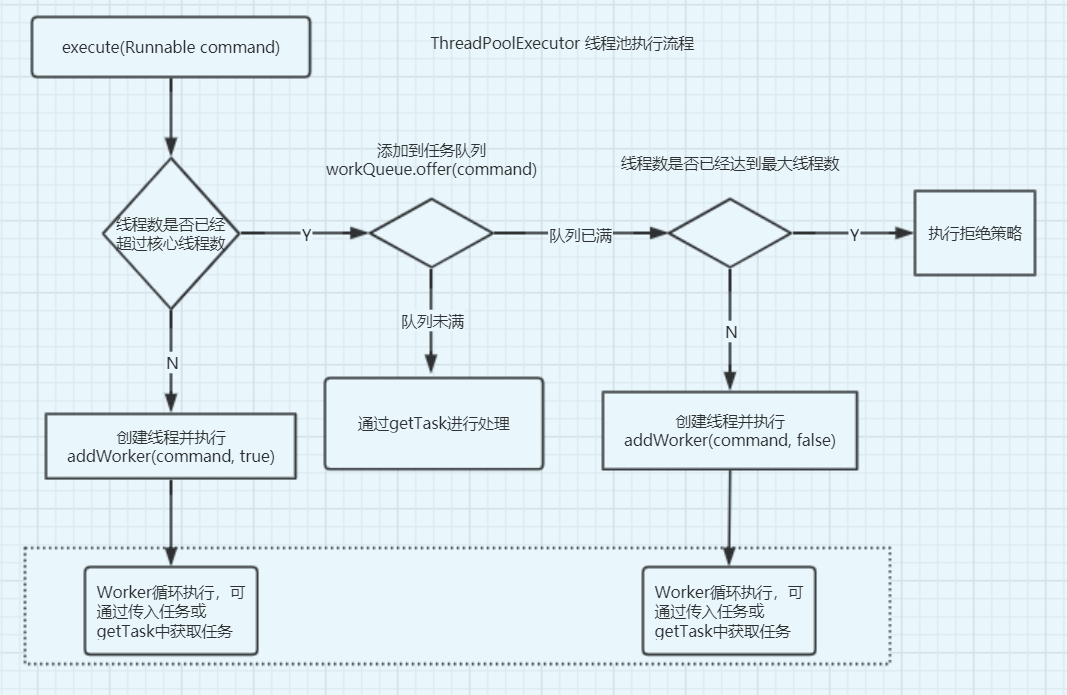 execute(Runnable command)
ThreadPoolExecutor 线程池执行流程
添加到任务队列
workQueue.offer(command)
线程数是否已经达到最大线程数
线程数是否已经
超过核心线程数
Y
队列已满
Y
执行拒绝策略
队列未满
N
N
创建线程并执行
addWorker(command, true)
通过getTask进行处理
创建线程并执行
addWorker(command, false)
Worker循环执行，可
通过传入任务或
getTask中获取任务
Worker循环执行，可
通过传入任务或
getTask中获取任务